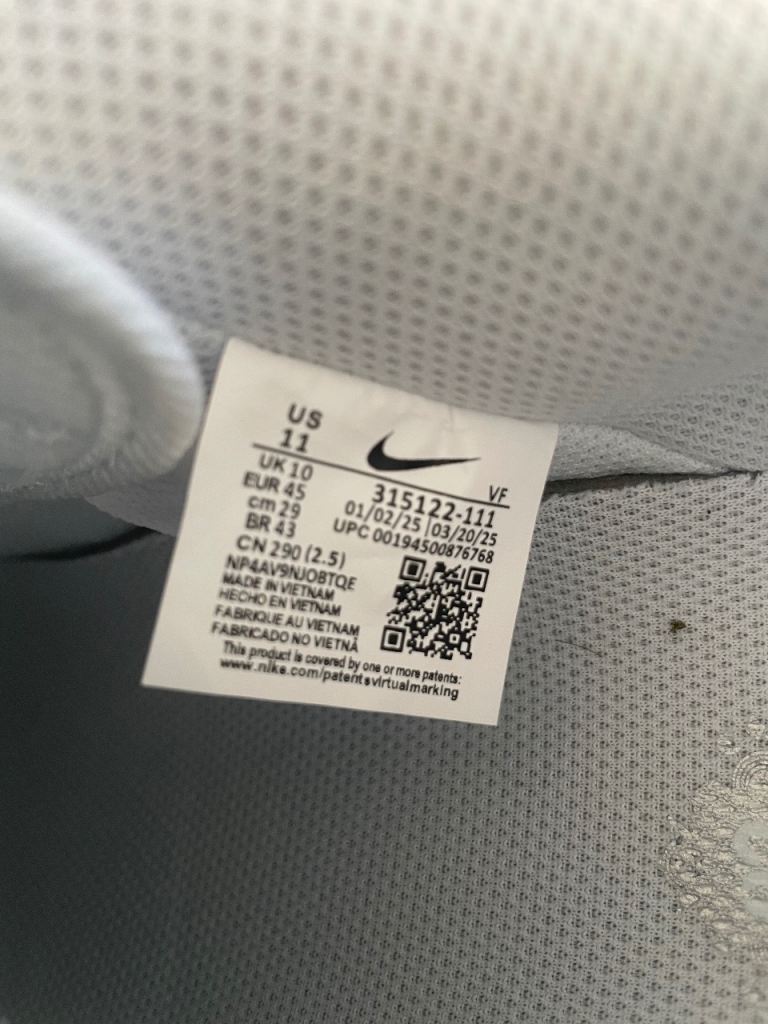 US
11
UK 10
EUR 45
cm 29
BR 43
CN 290 (2.5)
VF
315122-111
01/02/25 | 03/20/25
UPC 00194500876768
NP4AV9NJOBTQE
MADE IN VIETNAM
HECHO EN VIETNAM
FABRIQUE AU VIETNAM
FABRICADO NO VIETNÃ
This product is covered by one or more patents:
www.nike.com/patentsvirtualmarking